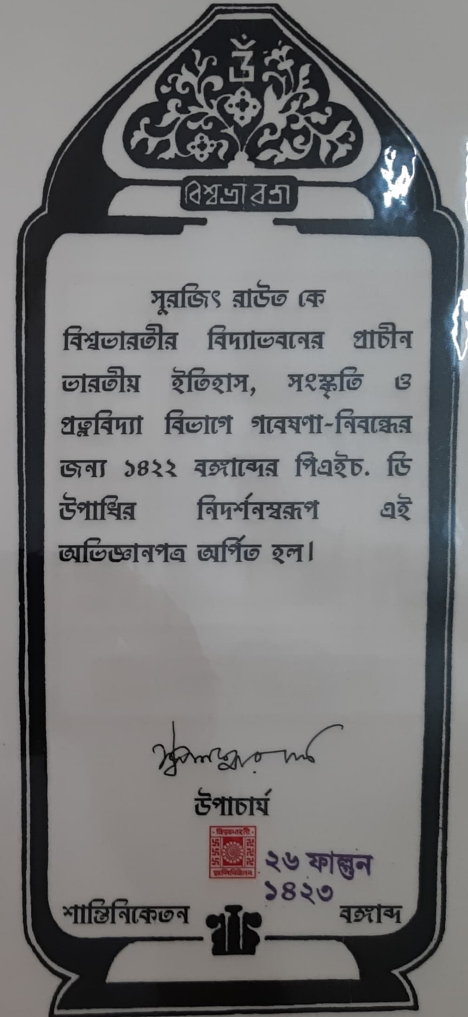 ওঁ
বিশ্বভারতী
সুরজিৎ রাউত কে
বিশ্বভারতীর বিদ্যাভবনের প্রাচীন
ভারতীয় ইতিহাস, সংস্কৃতি ও
প্রত্নবিদ্যা বিভাগে গবেষণা-নিবন্ধের
জন্য ১৪২২ বঙ্গাব্দের পিএইচ. ডি
উপাধির নিদর্শনস্বরূপ এই
অভিজ্ঞানপত্র অর্পিত হল।
উপাচার্য
২৬ ফাল্গুন
১৪২৩
শান্তিনিকেতন বঙ্গাব্দ